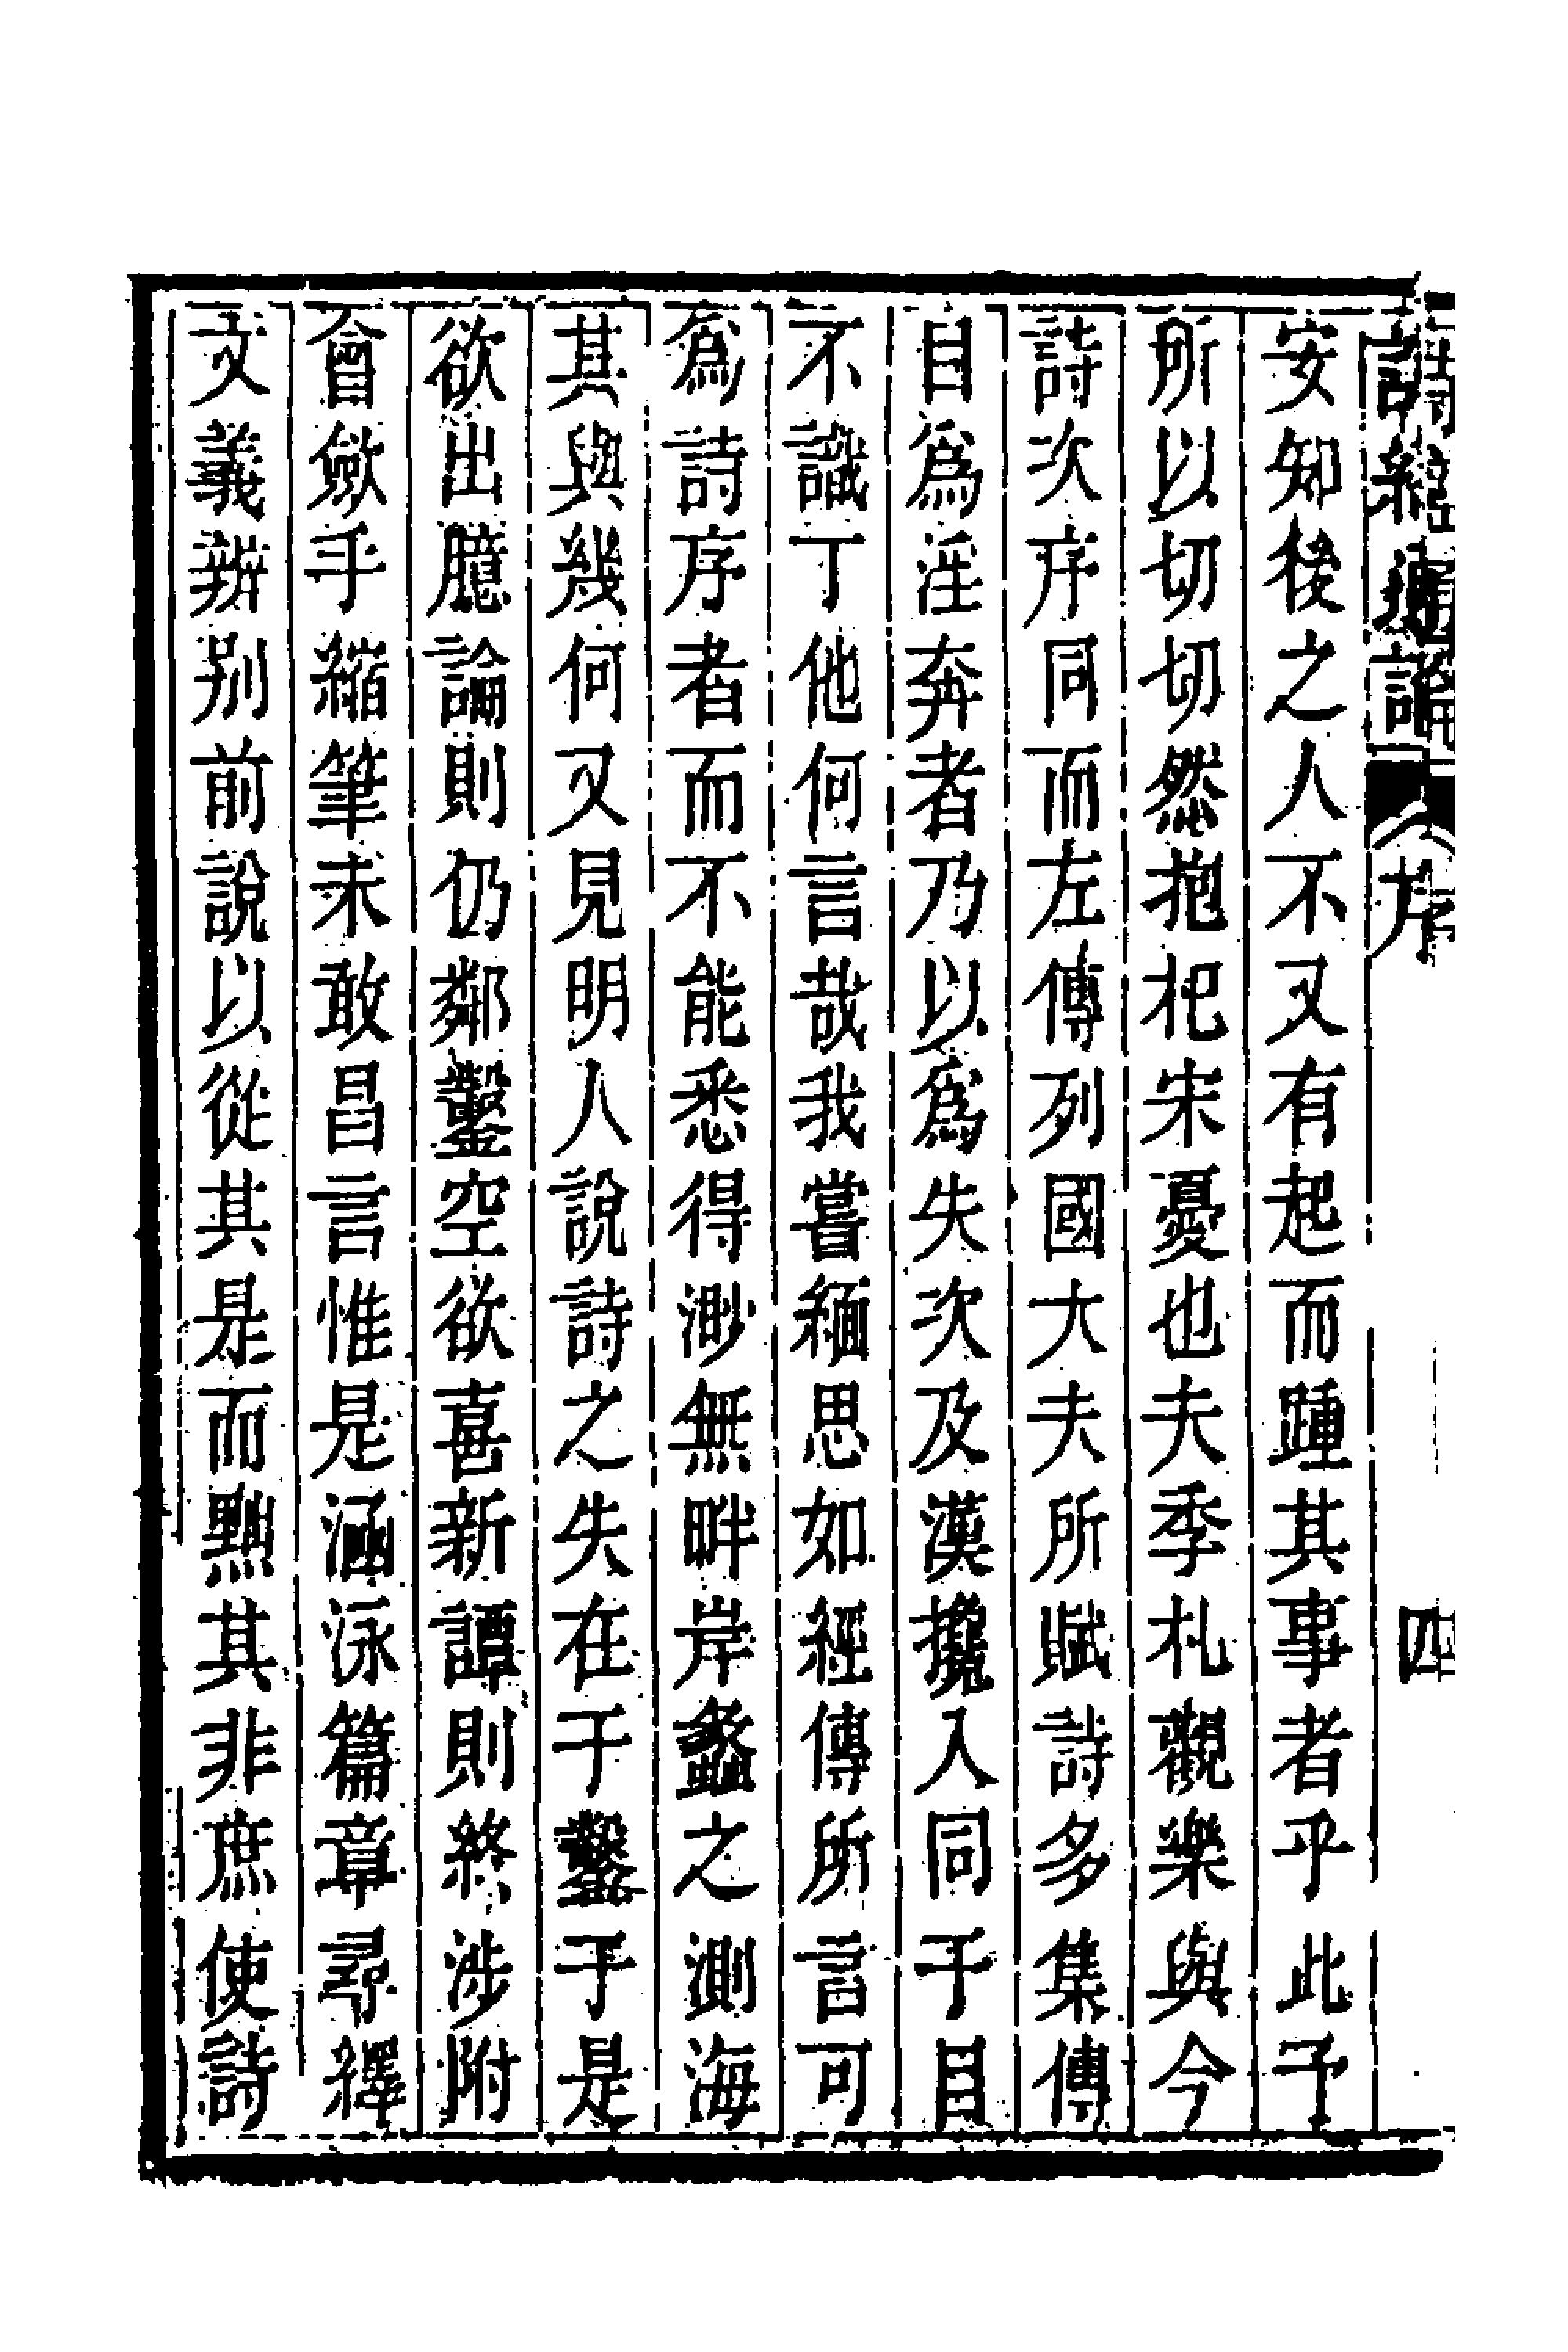 詩經通論 序 四
安知後之人不又有起而踵其事者乎此予
所以切切然抱杞宋憂也夫季札觀樂與今
詩次序同而左傳列國大夫所賦詩多集傳
目爲淫奔者乃以爲失次及漢攙入同于目
不識丁他何言哉我嘗緬思如經傳所言可
爲詩序者而不能悉得渺無畔岸蠡之測海
其與幾何又見明人說詩之失在于鑿于是
欲出臆論則仍鄰鑿空欲喜新譚則終涉附
會斂手縮筆未敢昌言惟是涵泳篇章尋繹
文義辨别前說以從其是而黜其非庶使詩